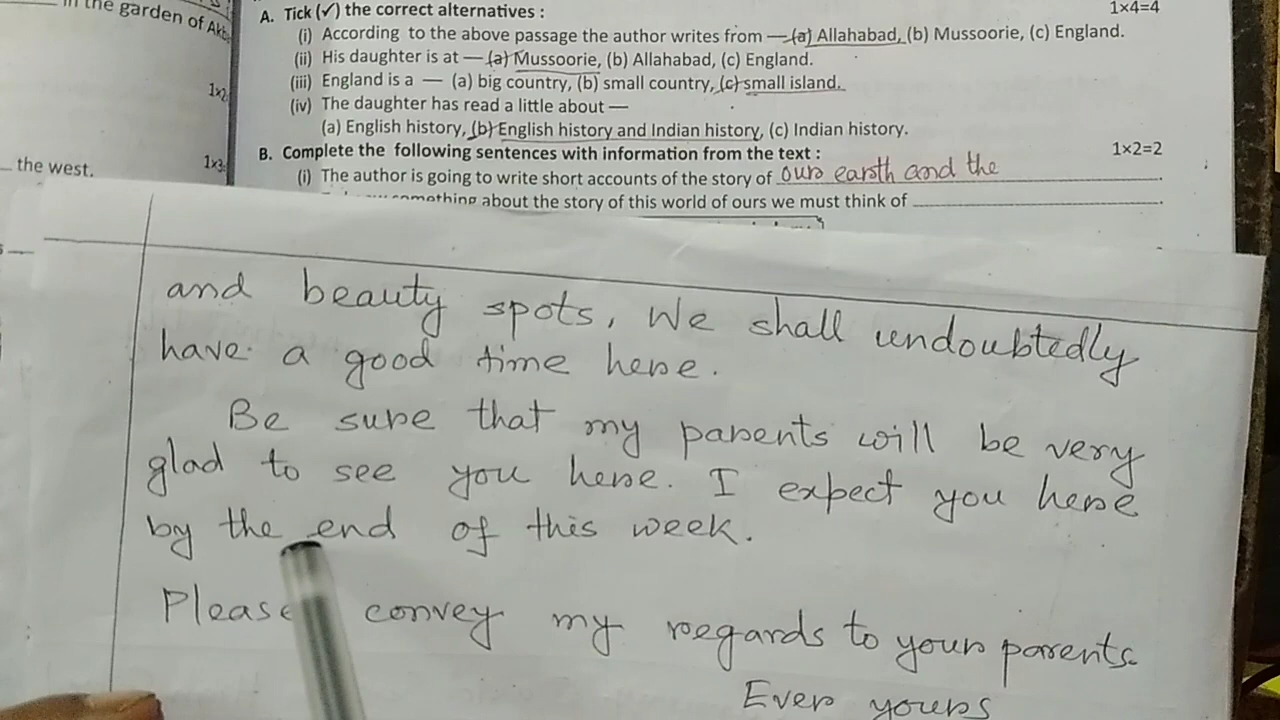 in the garden of
1×2
the west.
1×3
A. Tick (✓) the correct alternatives :
1×4=4
(i) According to the above passage the author writes from — (a) Allahabad, (b) Mussoorie, (c) England.
(ii) His daughter is at — (a) Mussoorie, (b) Allahabad, (c) England.
(iii) England is a — (a) big country, (b) small country, (c) small island.
(iv) The daughter has read a little about —
(a) English history, (b) English history and Indian history, (c) Indian history.
B. Complete the following sentences with information from the text :
1×2=2
(i) The author is going to write short accounts of the story of our earth and the
something about the story of this world of ours we must think of
and beauty spots. We shall undoubtedly
have a good time here.
Be sure that my parents will be very
glad to see you here. I expect you here
by the end of this week.
Please convey my regards to your parents
Ever yours